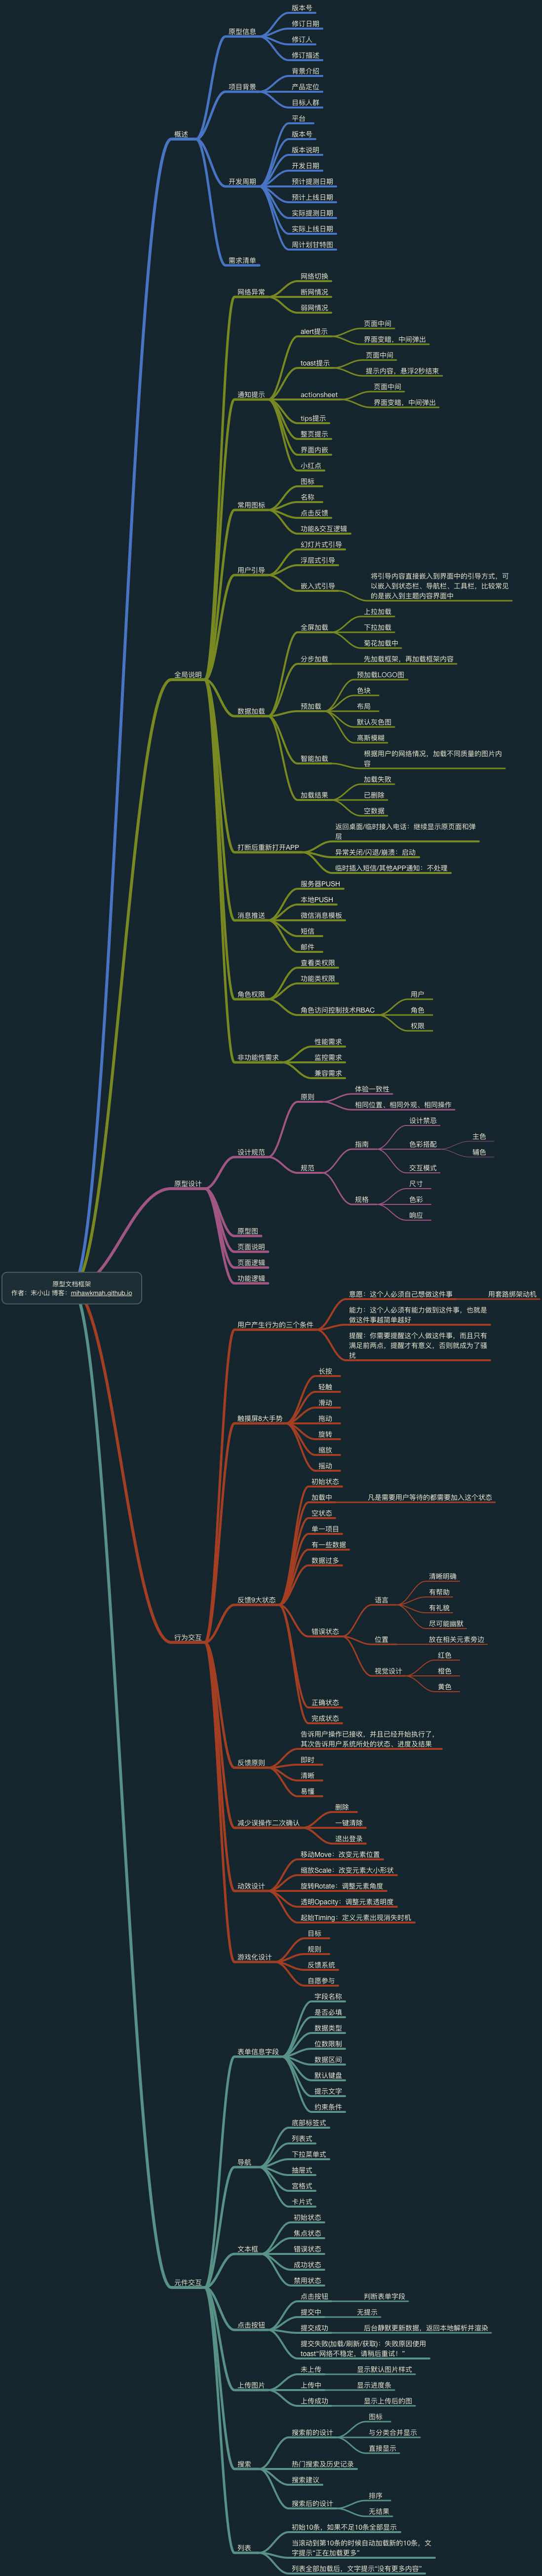 版本号
修订日期
原型信息
修订人
修订描述
背景介绍
项目背景
产品定位
目标人群
平台
概述
版本号
版本说明
开发日期
开发周期
预计提测日期
预计上线日期
实际提测日期
实际上线日期
周计划甘特图
需求清单
网络切换
网络异常
断网情况
弱网情况
页面中间
alert提示
界面变暗，中间弹出
页面中间
toast提示
提示内容，悬浮2秒结束
页面中间
通知提示
actionsheet
界面变暗，中间弹出
tips提示
整页提示
界面内嵌
小红点
图标
名称
常用图标
点击反馈
功能&交互逻辑
幻灯片式引导
浮层式引导
用户引导
将引导内容直接嵌入到界面中的引导方式，可
嵌入式引导
以嵌入到状态栏、导航栏、工具栏，比较常见
的是嵌入到主题内容界面中
上拉加载
全屏加载
下拉加载
菊花加载中
分步加载
先加载框架，再加载框架内容
全局说明
预加载LOGO图
色块
数据加载
预加载
布局
默认灰色图
高斯模糊
智能加载
根据用户的网络情况，加载不同质量的图片内
容
加载失败
加载结果
已删除
空数据
返回桌面/临时接入电话：继续显示原页面和弹
层
打断后重新打开APP
异常关闭/闪退/崩溃：启动
临时插入短信/其他APP通知：不处理
服务器PUSH
本地PUSH
消息推送
微信消息模板
短信
邮件
查看类权限
功能类权限
角色权限
用户
角色访问控制技术RBAC
角色
权限
性能需求
非功能性需求
监控需求
兼容需求
体验一致性
原则
相同位置、相同外观、相同操作
设计禁忌
设计规范
主色
指南
色彩搭配
辅色
规范
交互模式
尺寸
原型设计
规格
色彩
响应
原型图
页面说明
页面逻辑
功能逻辑
原型文档框架
作者：末小山 博客：mihawkmah.github.io
意愿：这个人必须自己想做这件事
用套路绑架动机
能力：这个人必须有能力做到这件事，也就是
做这件事越简单越好
用户产生行为的三个条件
提醒：你需要提醒这个人做这件事，而且只有
满足前两点，提醒才有意义，否则就成为了骚
扰
长按
轻触
滑动
触摸屏8大手势
拖动
旋转
缩放
摇动
初始状态
加载中
凡是需要用户等待的都需要加入这个状态
空状态
单一项目
有一些数据
数据过多
反馈9大状态
清晰明确
语言
有帮助
有礼貌
尽可能幽默
行为交互
错误状态
位置
放在相关元素旁边
红色
视觉设计
橙色
黄色
正确状态
完成状态
告诉用户操作已接收，并且已经开始执行了，
其次告诉用户系统所处的状态、进度及结果
反馈原则
即时
清晰
易懂
删除
减少误操作二次确认
一键清除
退出登录
移动Move：改变元素位置
缩放Scale：改变元素大小形状
动效设计
旋转Rotate：调整元素角度
透明Opacity：调整元素透明度
起始Timing：定义元素出现消失时机
目标
规则
游戏化设计
反馈系统
自愿参与
字段名称
是否必填
数据类型
位数限制
表单信息字段
数据区间
默认键盘
提示文字
约束条件
底部标签式
列表式
下拉菜单式
导航
抽屉式
宫格式
卡片式
初始状态
焦点状态
文本框
错误状态
成功状态
禁用状态
元件交互
点击按钮
判断表单字段
提交中
无提示
点击按钮
提交成功
后台静默更新数据，返回本地解析并渲染
提交失败(加载/刷新/获取)：失败原因使用
toast“网络不稳定，请稍后重试！”
未上传
显示默认图片样式
上传图片
上传中
显示进度条
上传成功
显示上传后的图
图标
搜索前的设计
与分类合并显示
直接显示
搜索
热门搜索及历史记录
搜索建议
排序
搜索后的设计
无结果
初始10条，如果不足10条全部显示
列表
当滚动到第10条的时候自动加载新的10条，文
字提示“正在加载更多”
列表全部加载后，文字提示“没有更多内容”